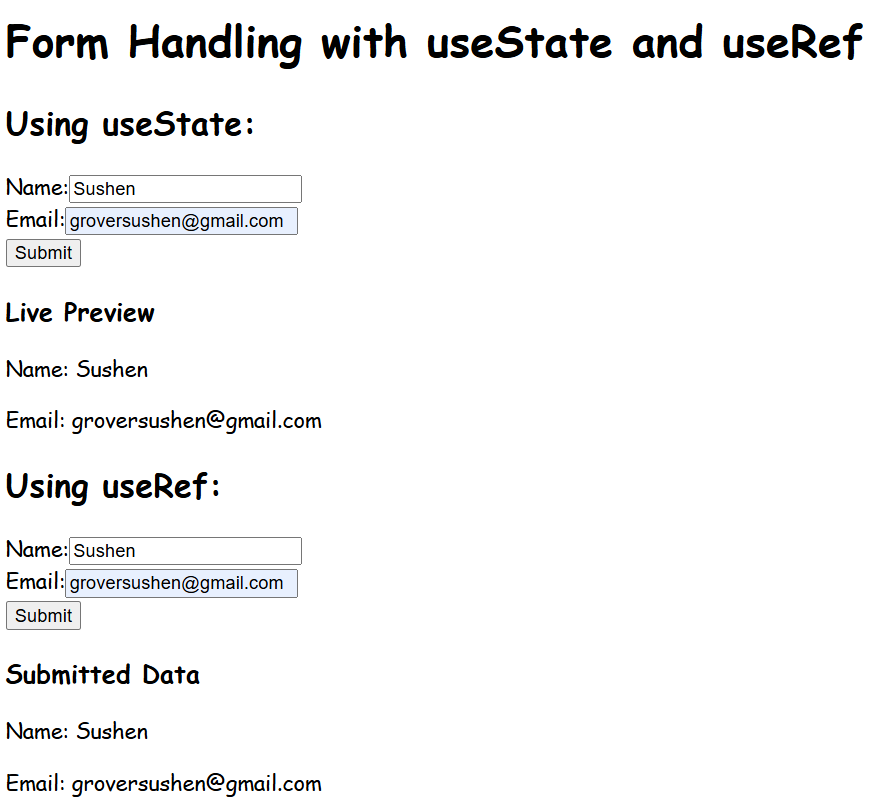 Form Handling with useState and useRef
Using useState:
Name: Sushen
Email: groversushen@gmail.com
Submit
Live Preview
Name: Sushen
Email: groversushen@gmail.com
Using useRef:
Name: Sushen
Email: groversushen@gmail.com
Submit
Submitted Data
Name: Sushen
Email: groversushen@gmail.com